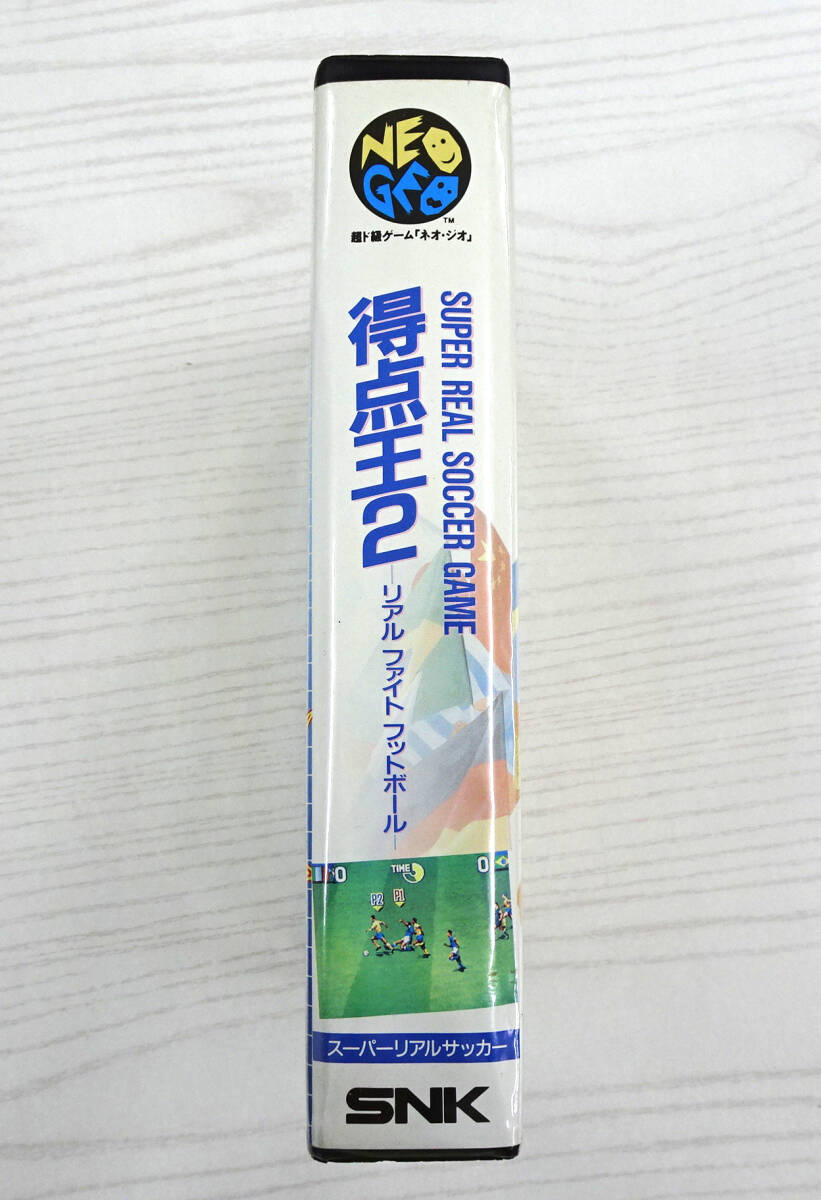 NEO
GEO
TM
超ド級ゲーム「ネオ・ジオ」
SUPER REAL SOCCER GAME
得点王2
―リアル ファイト フットボール―
0 TIME 0
P2 P1
スーパーリアルサッカー
SNK